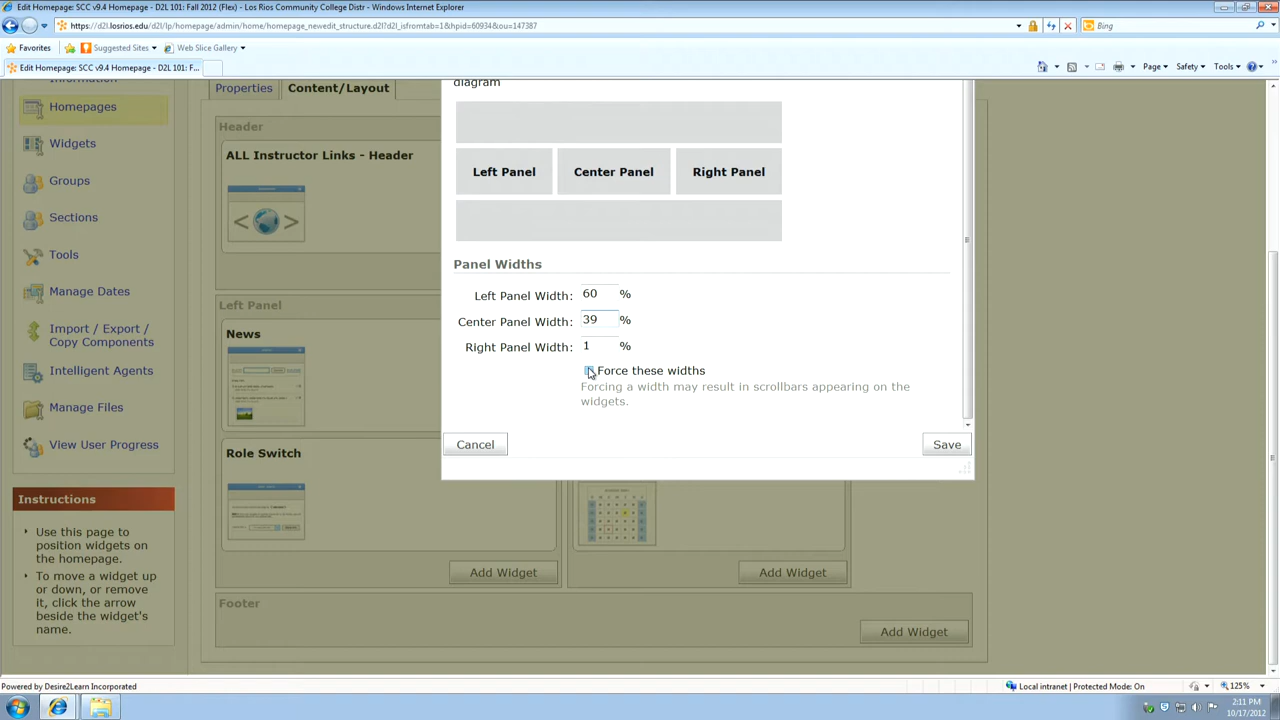 Edit Homepage: SCC v9.4 Homepage - D2L 101: Fall 2012 (Flex) - Los Rios Community College Distr - Windows Internet Explorer
https://d2l.losrios.edu/d2l/lp/homepage/admin/home/homepage_newedit_structure.d2l?d2l_isfromtab=1&hpid=60934&ou=147387
Bing
Favorites
Suggested Sites
Web Slice Gallery
Edit Homepage: SCC v9.4 Homepage - D2L 101: F...
Page
Safety
Tools
Information
Homepages
Widgets
Groups
Sections
Tools
Manage Dates
Import / Export /
Copy Components
Intelligent Agents
Manage Files
View User Progress
Instructions
Use this page to
position widgets on
the homepage.
To move a widget up
or down, or remove
it, click the arrow
beside the widget's
name.
Properties
Content/Layout
Header
ALL Instructor Links - Header
Left Panel
News
Role Switch
Add Widget
Add Widget
Footer
Add Widget
diagram
Left Panel
Center Panel
Right Panel
Panel Widths
Left Panel Width: 60 %
Center Panel Width: 39 %
Right Panel Width: 1 %
Force these widths
Forcing a width may result in scrollbars appearing on the
widgets.
Cancel
Save
Powered by Desire2Learn Incorporated
Local intranet | Protected Mode: On
125%
2:11 PM
10/17/2012